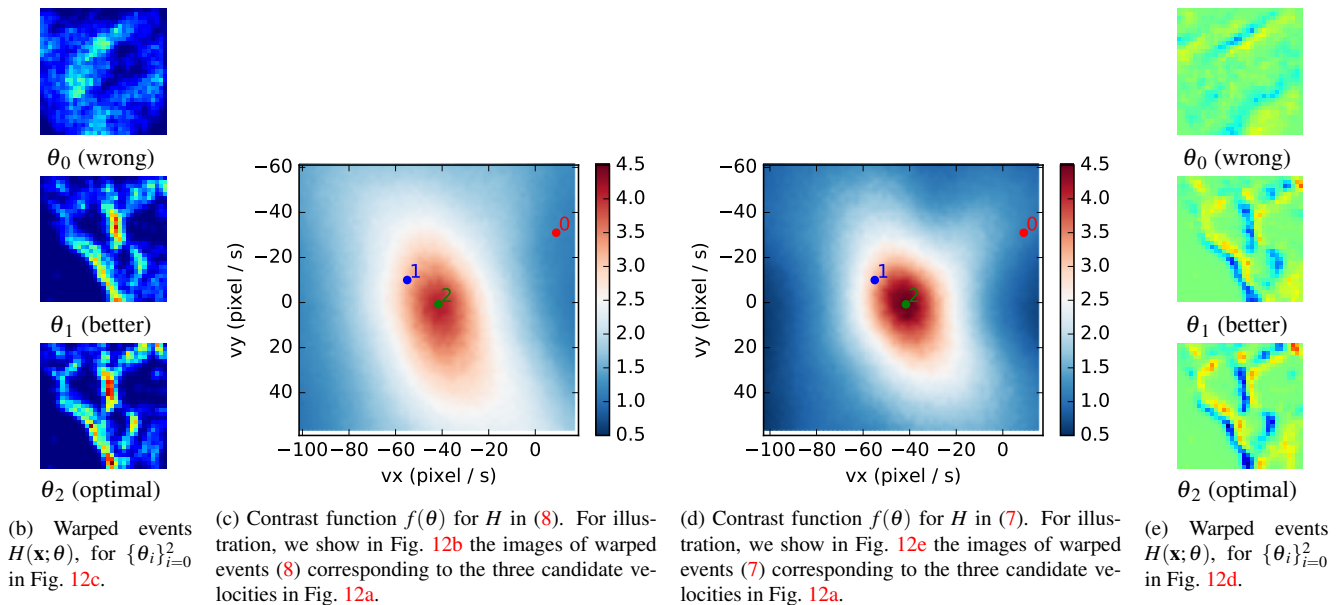 θ0 (wrong)
θ1 (better)
θ2 (optimal)
(b) Warped events
H(x;θ), for {θi}²i=0
in Fig. 12c.
−60
−40
−20
0
20
40
vy (pixel / s)
−100 −80 −60 −40 −20 0
vx (pixel / s)
0
1
2
4.5
4.0
3.5
3.0
2.5
2.0
1.5
1.0
0.5
(c) Contrast function f(θ) for H in (8). For illus-
tration, we show in Fig. 12b the images of warped
events (8) corresponding to the three candidate ve-
locities in Fig. 12a.
−60
−40
−20
0
20
40
vy (pixel / s)
−100 −80 −60 −40 −20 0
vx (pixel / s)
0
1
2
4.5
4.0
3.5
3.0
2.5
2.0
1.5
1.0
0.5
(d) Contrast function f(θ) for H in (7). For illus-
tration, we show in Fig. 12e the images of warped
events (7) corresponding to the three candidate ve-
locities in Fig. 12a.
θ0 (wrong)
θ1 (better)
θ2 (optimal)
(e) Warped events
H(x;θ), for {θi}²i=0
in Fig. 12d.